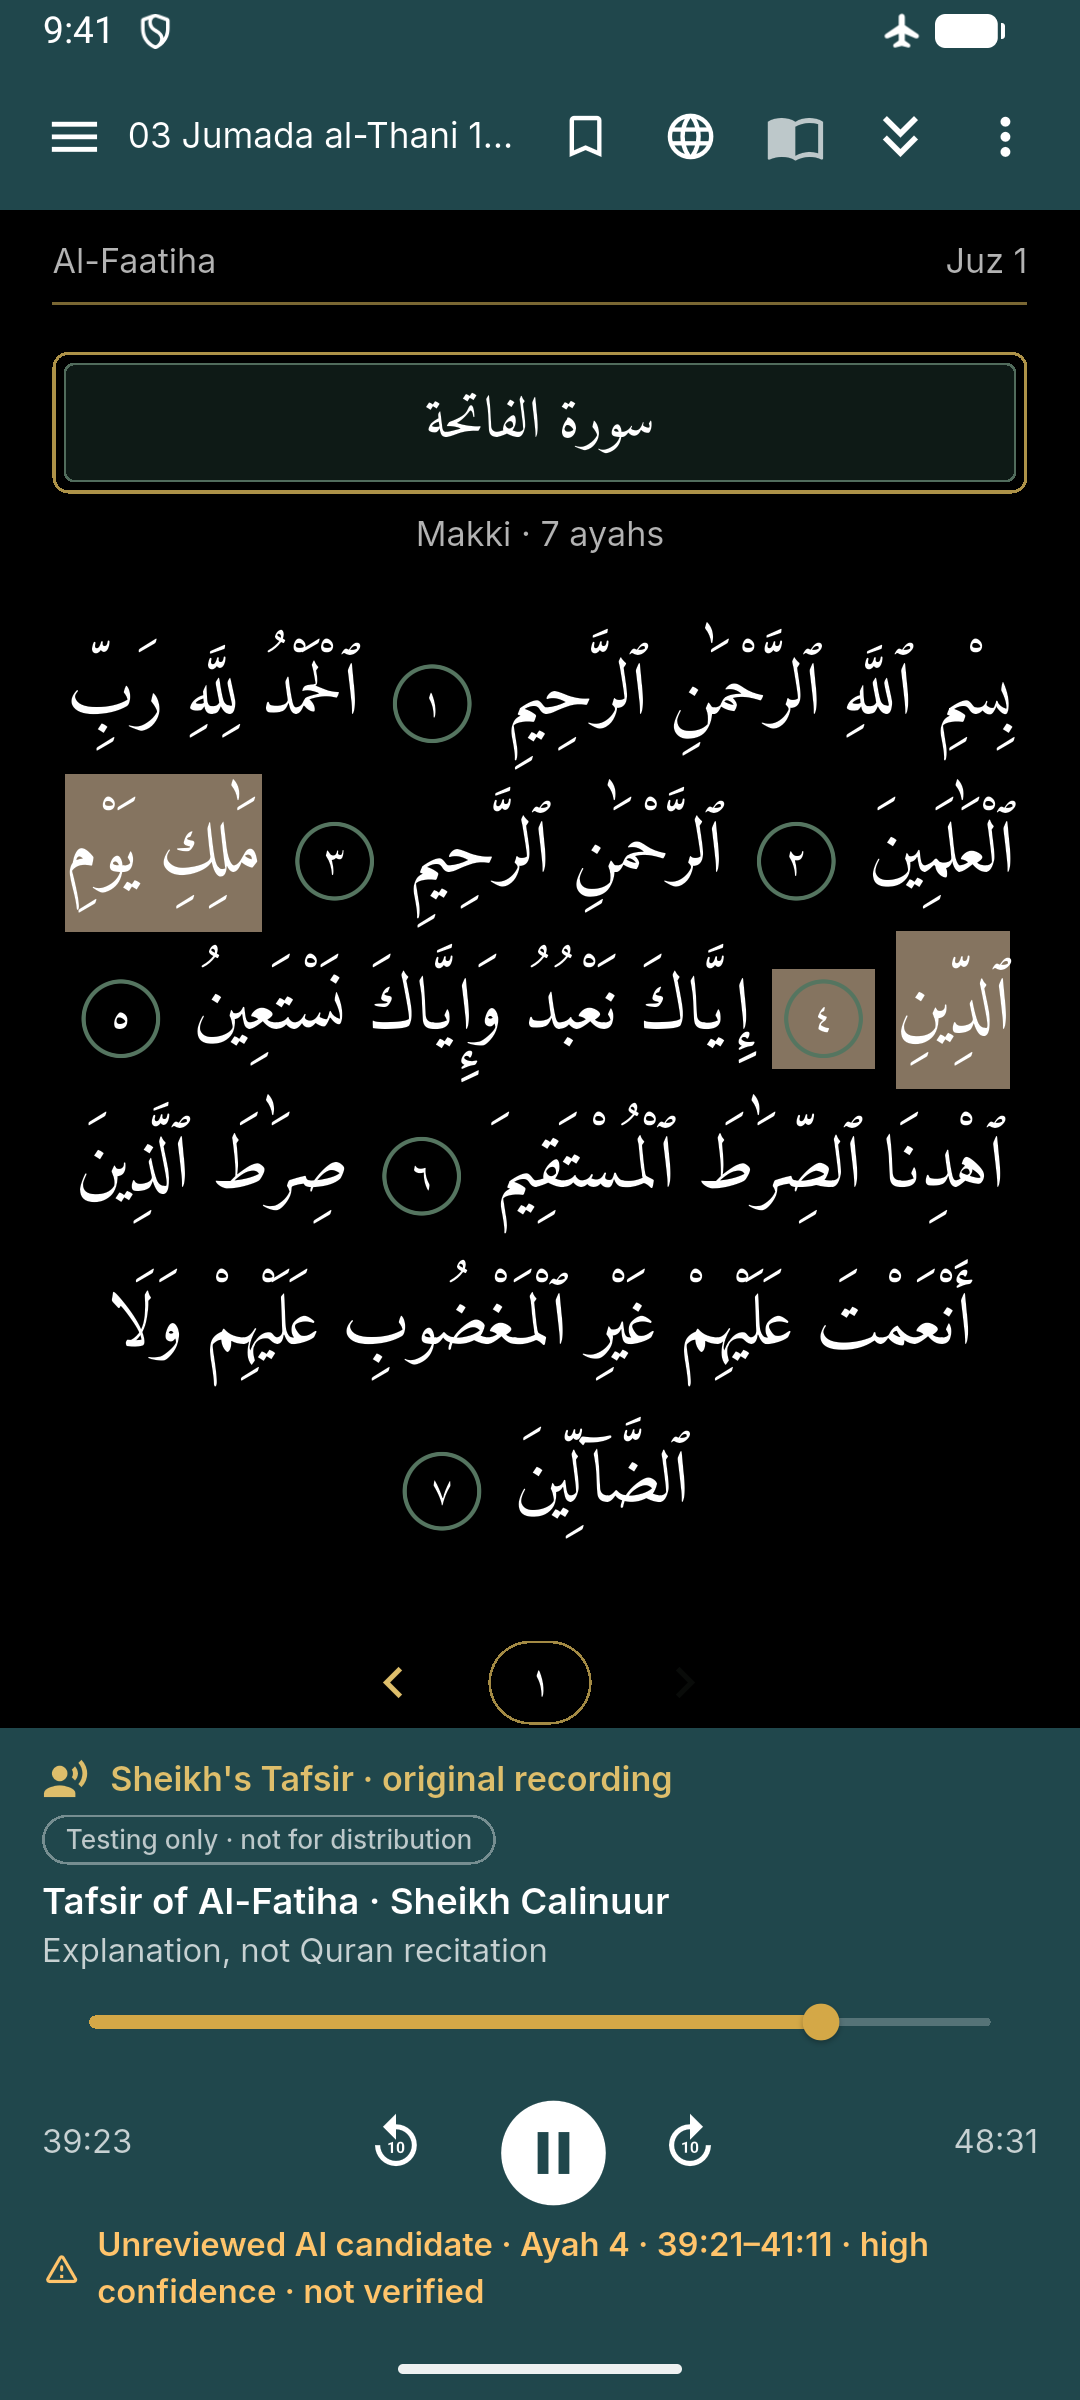 9:41
03 Jumada al-Thani 1...
Al-Faatiha
Juz 1
سورة الفاتحة
Makki · 7 ayahs
بِسْمِ ٱللَّهِ ٱلرَّحْمَٰنِ ٱلرَّحِيمِ ١ ٱلْحَمْدُ لِلَّهِ رَبِّ
ٱلْعَٰلَمِينَ ٢ ٱلرَّحْمَٰنِ ٱلرَّحِيمِ ٣ مَٰلِكِ يَوْمِ
ٱلدِّينِ ٤ إِيَّاكَ نَعْبُدُ وَإِيَّاكَ نَسْتَعِينُ ٥
ٱهْدِنَا ٱلصِّرَٰطَ ٱلْمُسْتَقِيمَ ٦ صِرَٰطَ ٱلَّذِينَ
أَنْعَمْتَ عَلَيْهِمْ غَيْرِ ٱلْمَغْضُوبِ عَلَيْهِمْ وَلَا
ٱلضَّآلِّينَ ٧
١
Sheikh's Tafsir · original recording
Testing only · not for distribution
Tafsir of Al-Fatiha · Sheikh Calinuur
Explanation, not Quran recitation
39:23
10
10
48:31
Unreviewed AI candidate · Ayah 4 · 39:21–41:11 · high
confidence · not verified